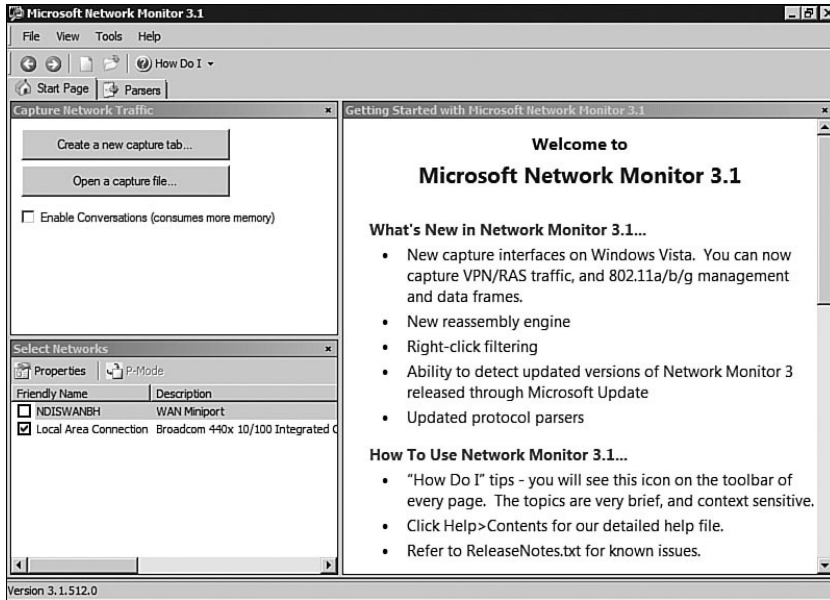 Microsoft Network Monitor 3.1
File View Tools Help
How Do I
Start Page Parsers
Capture Network Traffic
Create a new capture tab...
Open a capture file...
Enable Conversations (consumes more memory)
Select Networks
Properties P-Mode
Friendly Name Description
NDISWANBH WAN Miniport
Local Area Connection Broadcom 440x 10/100 Integrated C
Getting Started with Microsoft Network Monitor 3.1
Welcome to
Microsoft Network Monitor 3.1
What's New in Network Monitor 3.1...
• New capture interfaces on Windows Vista. You can now
capture VPN/RAS traffic, and 802.11a/b/g management
and data frames.
• New reassembly engine
• Right-click filtering
• Ability to detect updated versions of Network Monitor 3
released through Microsoft Update
• Updated protocol parsers
How To Use Network Monitor 3.1...
• "How Do I" tips - you will see this icon on the toolbar of
every page. The topics are very brief, and context sensitive.
• Click Help>Contents for our detailed help file.
• Refer to ReleaseNotes.txt for known issues.
Version 3.1.512.0